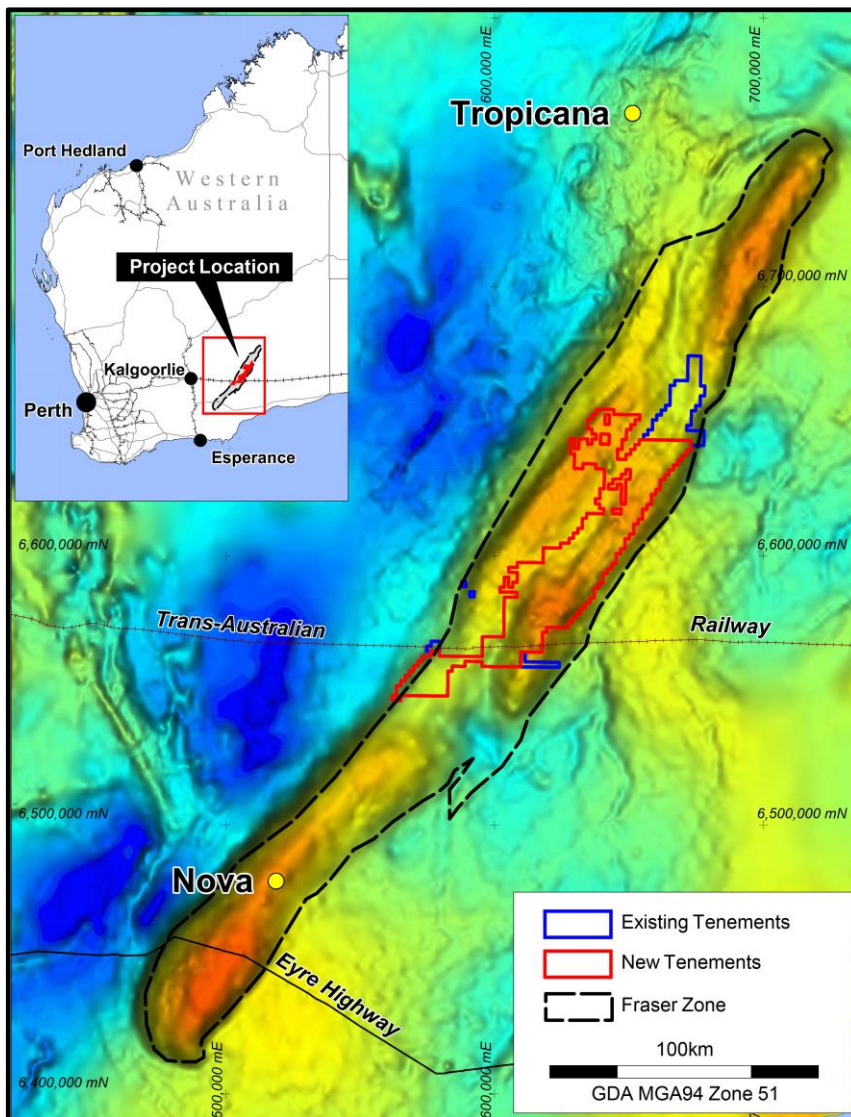 Tropicana
600,000 mE
700,000 mE
Port Hedland
Western
Australia
Project Location
Kalgoorlie
Perth
Esperance
6,700,000 mN
6,600,000 mN
6,600,000 mN
Trans-Australian
Railway
6,500,000 mN
6,500,000 mN
Nova
Eyre Highway
Existing Tenements
New Tenements
Fraser Zone
100km
GDA MGA94 Zone 51
6,400,000 mN
500,000 mE
600,000 mE